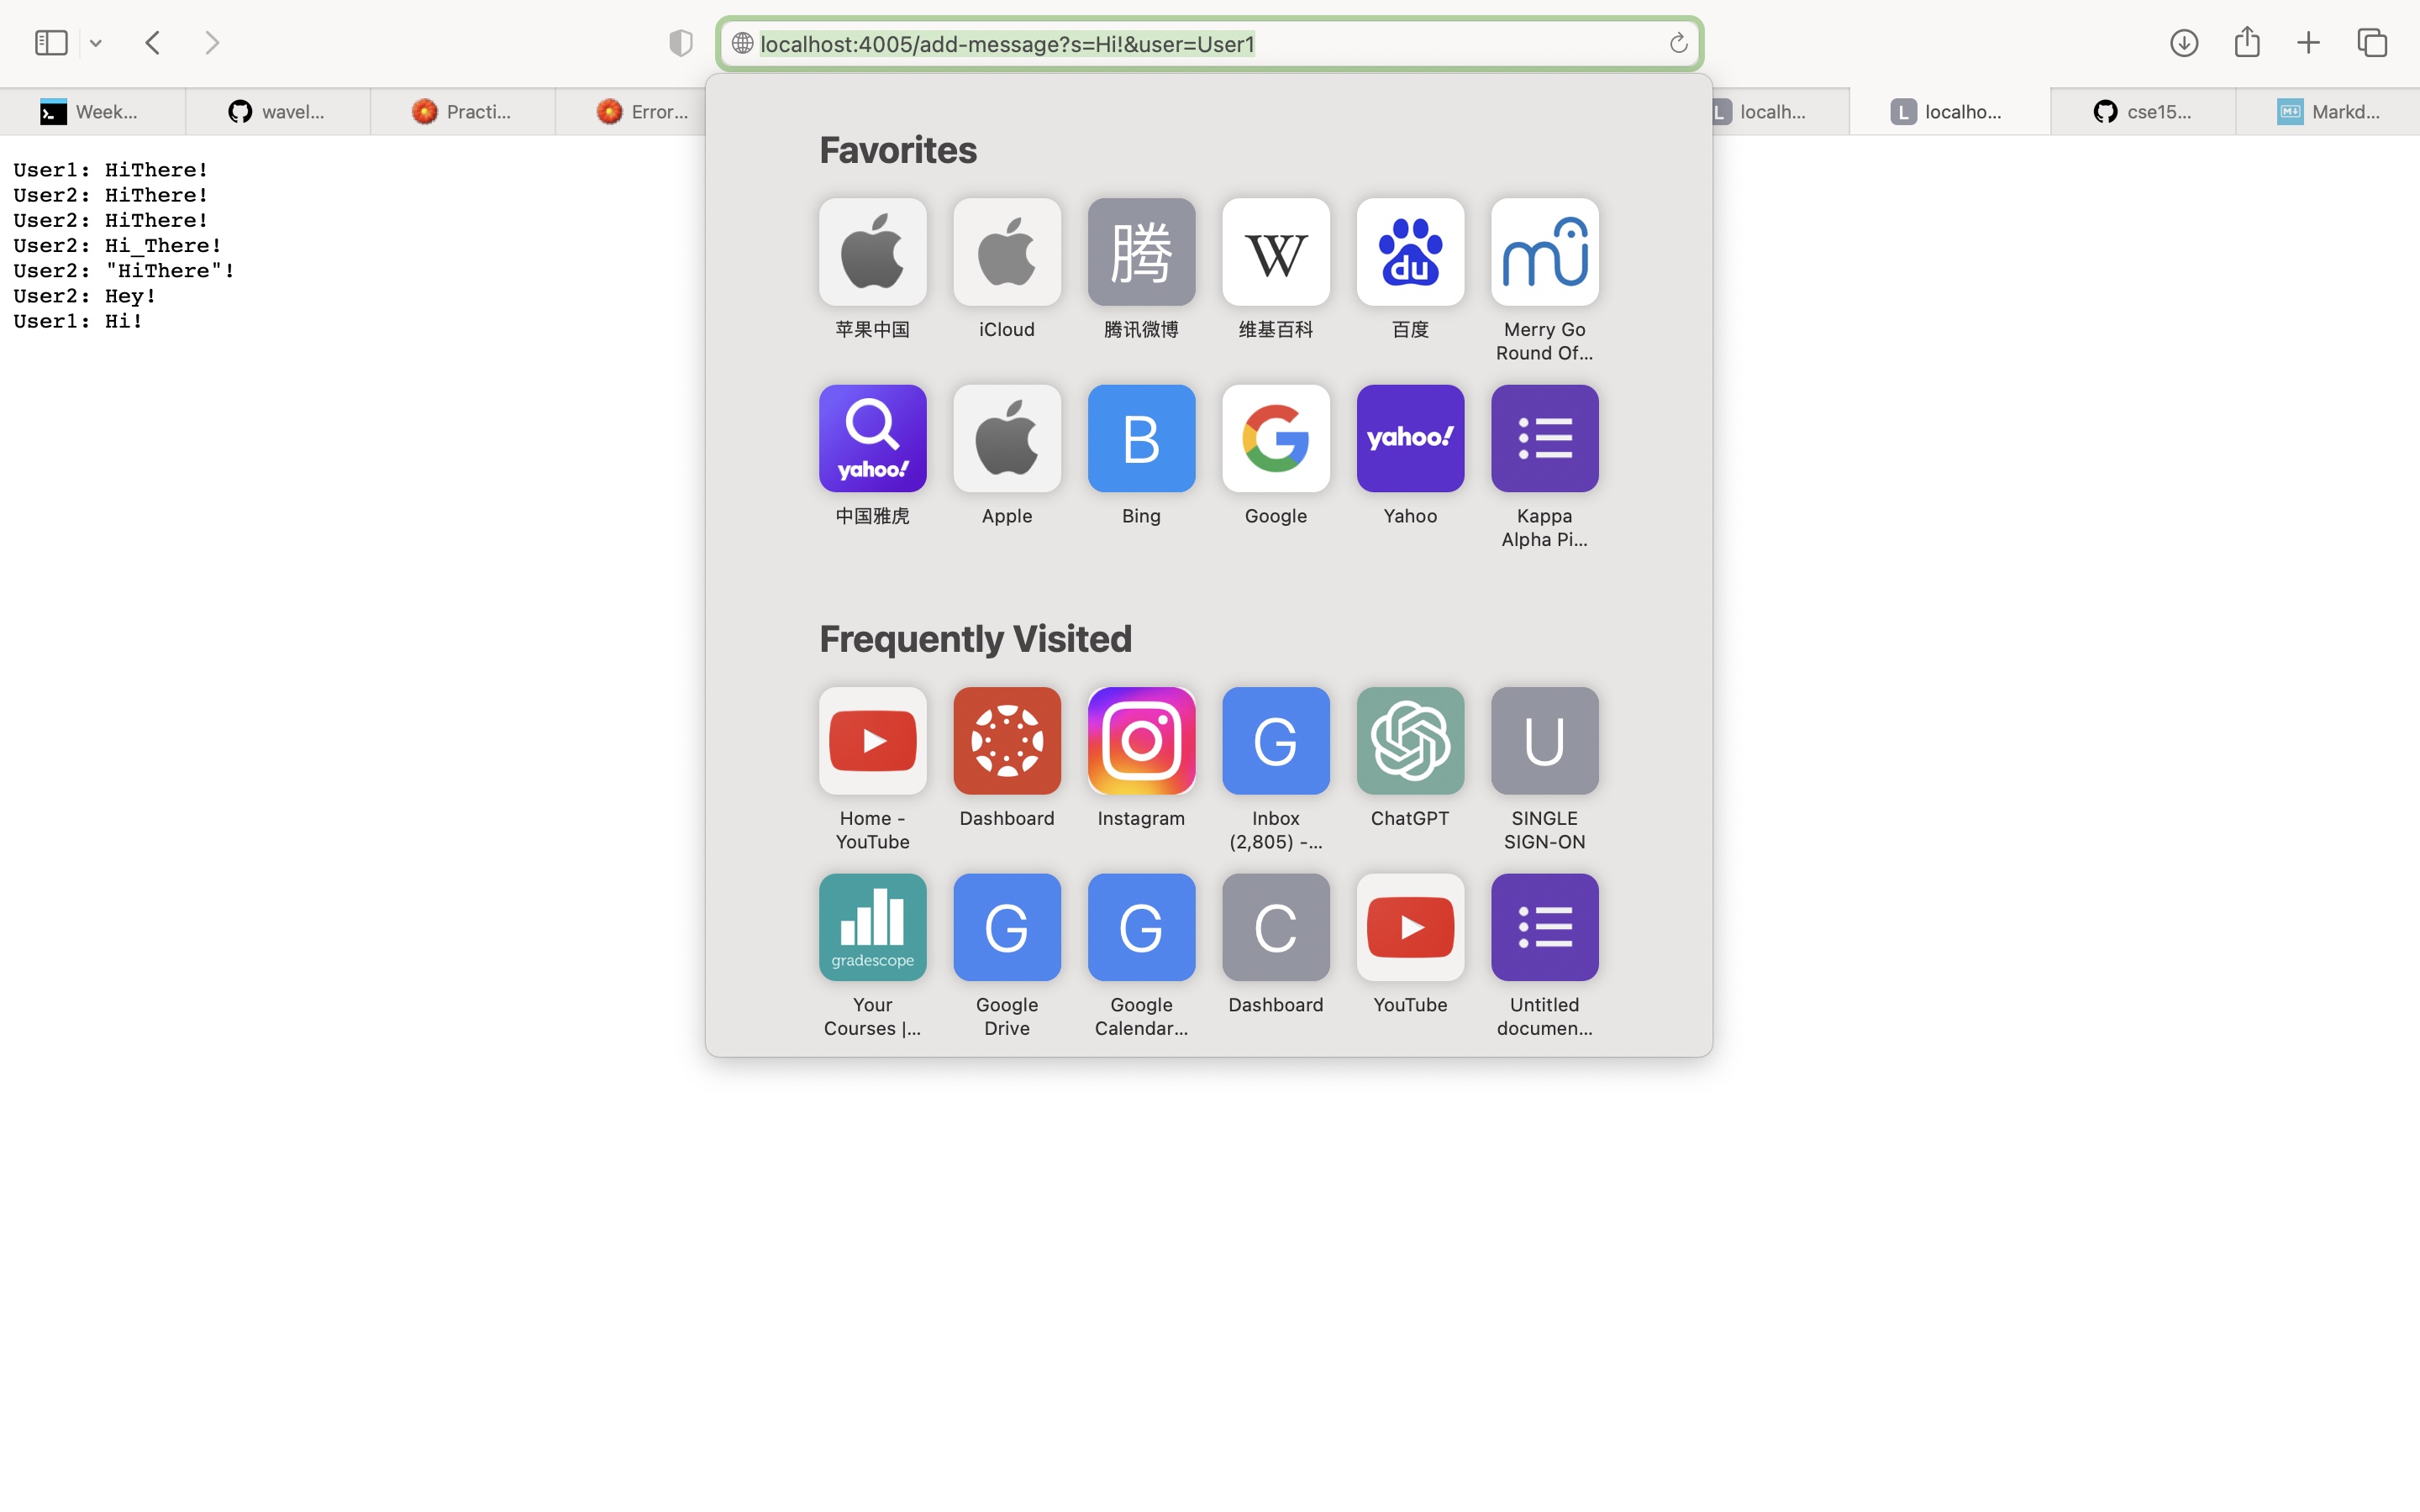 localhost:4005/add-message?s=Hi!&user=User1
Week...
wavel...
Practi...
Error...
L localh...
L localho...
cse15...
Markd...
User1: HiThere!
User2: HiThere!
User2: HiThere!
User2: Hi_There!
User2: "HiThere"!
User2: Hey!
User1: Hi!
Favorites
腾
W
du
mu
苹果中国
iCloud
腾讯微博
维基百科
百度
Merry Go
Round Of...
yahoo!
B
G
yahoo!
中国雅虎
Apple
Bing
Google
Yahoo
Kappa
Alpha Pi...
Frequently Visited
G
U
Home -
YouTube
Dashboard
Instagram
Inbox
(2,805) -...
ChatGPT
SINGLE
SIGN-ON
gradescope
G
G
C
Your
Courses |...
Google
Drive
Google
Calendar...
Dashboard
YouTube
Untitled
documen...